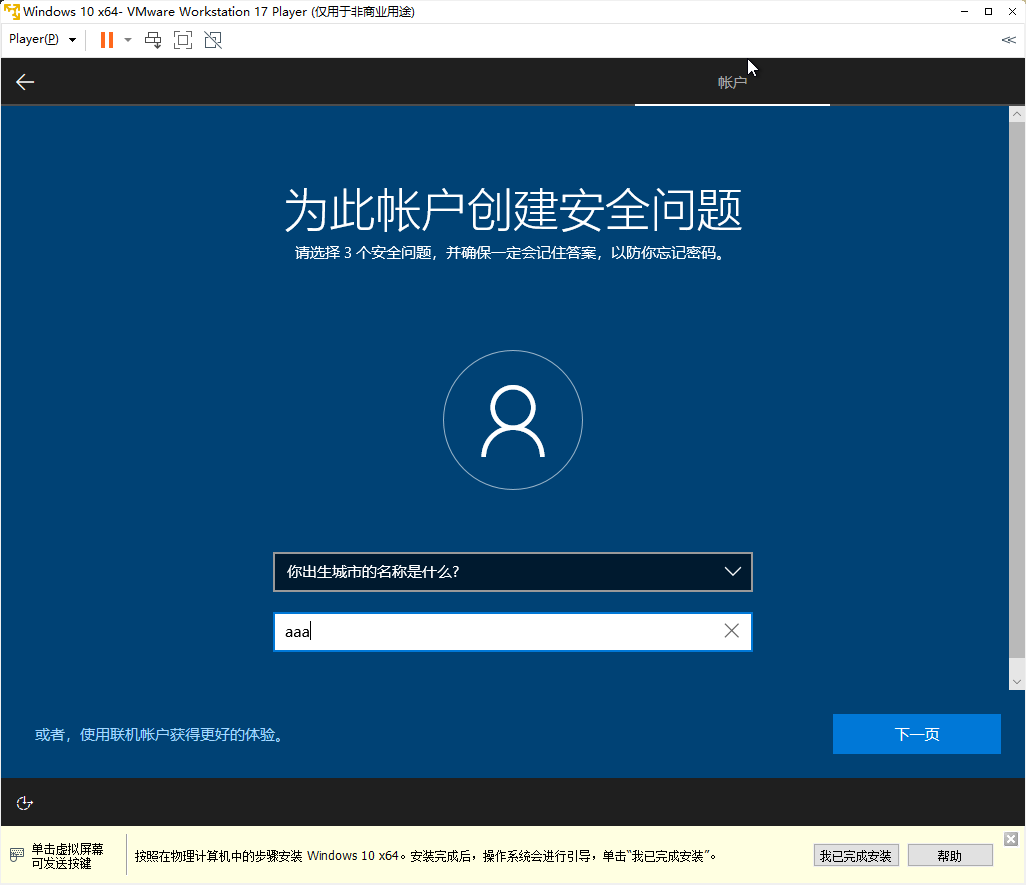 Windows 10 x64- VMware Workstation 17 Player (仅用于非商业用途)
Player(P)
帐户
为此帐户创建安全问题
请选择 3 个安全问题，并确保一定会记住答案，以防你忘记密码。
你出生城市的名称是什么?
aaa
或者，使用联机帐户获得更好的体验。
下一页
单击虚拟屏幕
可发送按键
按照在物理计算机中的步骤安装 Windows 10 x64。安装完成后，操作系统会进行引导，单击“我已完成安装”。
我已完成安装
帮助